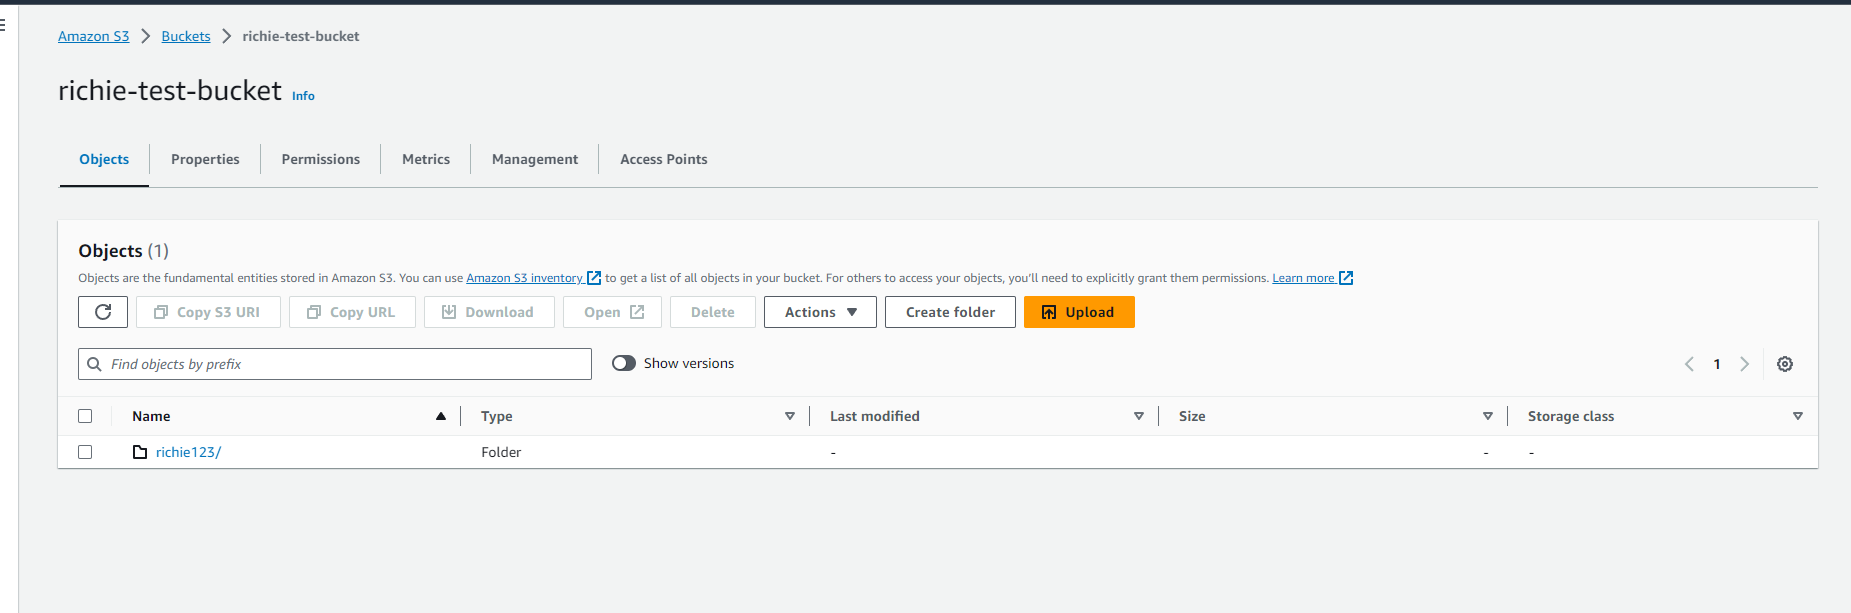 Amazon S3 > Buckets > richie-test-bucket
richie-test-bucket Info
Objects Properties Permissions Metrics Management Access Points
Objects (1)
Objects are the fundamental entities stored in Amazon S3. You can use Amazon S3 inventory to get a list of all objects in your bucket. For others to access your objects, you'll need to explicitly grant them permissions. Learn more
Copy S3 URI Copy URL Download Open Delete Actions Create folder Upload
Find objects by prefix Show versions 1
Name Type Last modified Size Storage class
richie123/ Folder - - -